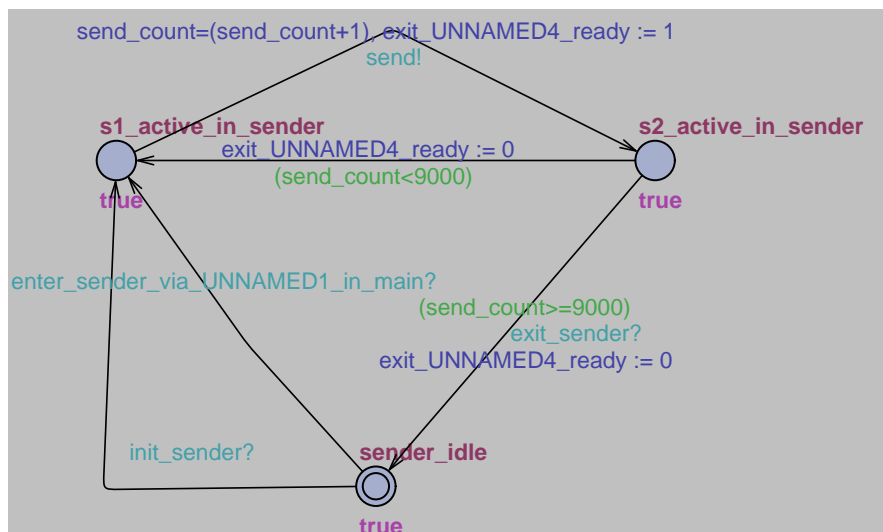 send_count=(send_count+1), exit_UNNAMED4_ready := 1
send!
s1_active_in_sender
s2_active_in_sender
exit_UNNAMED4_ready := 0
(send_count<9000)
true
true
enter_sender_via_UNNAMED1_in_main?
(send_count>=9000)
exit_sender?
exit_UNNAMED4_ready := 0
init_sender?
sender_idle
true